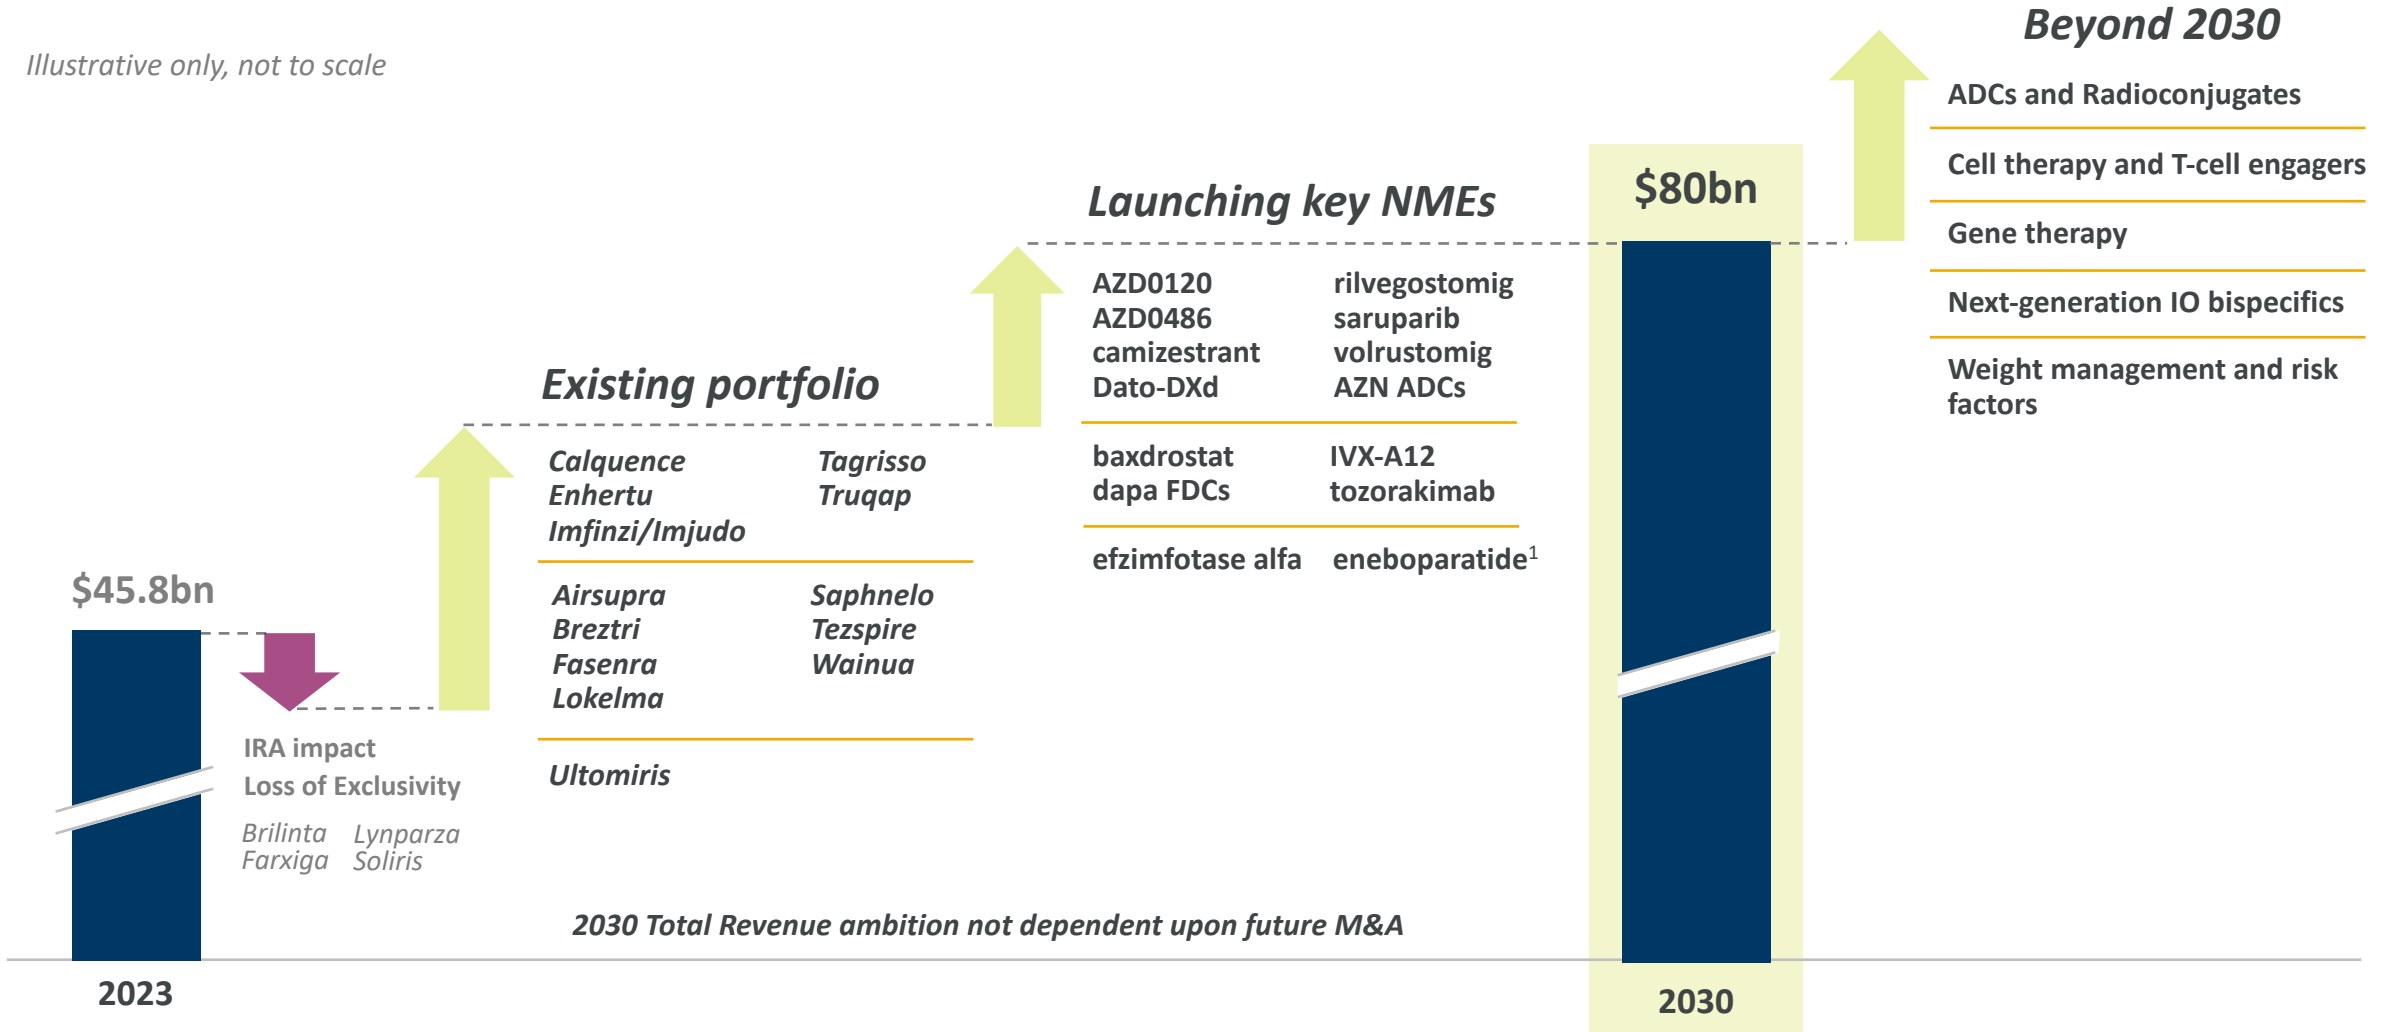 Illustrative only, not to scale
$45.8bn
2023
IRA impact
Loss of Exclusivity
Brilinta Lynparza
Farxiga Soliris
Existing portfolio
Calquence Tagrisso
Enhertu Truqap
Imfinzi/Imjudo
Airsupra Saphnelo
Breztri Tezspire
Fasenra Wainua
Lokelma
Ultomiris
Launching key NMEs
AZD0120 rilvegostomig
AZD0486 saruparib
camizestrant volrustomig
Dato-DXd AZN ADCs
baxdrostat IVX-A12
dapa FDCs tozorakimab
efzimfotase alfa eneboparatide¹
$80bn
2030
Beyond 2030
ADCs and Radioconjugates
Cell therapy and T-cell engagers
Gene therapy
Next-generation IO bispecifics
Weight management and risk
factors
2030 Total Revenue ambition not dependent upon future M&A